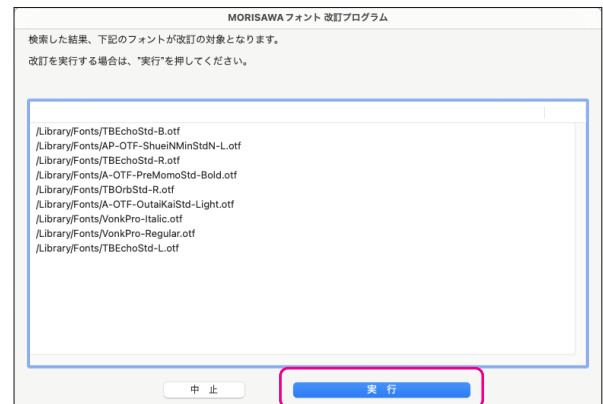 MORISAWAフォント 改訂プログラム
検索した結果、下記のフォントが改訂の対象となります。
改訂を実行する場合は、"実行"を押してください。
/Library/Fonts/TBEchoStd-B.otf
/Library/Fonts/AP-OTF-ShueiNMinStdN-L.otf
/Library/Fonts/TBEchoStd-R.otf
/Library/Fonts/A-OTF-PreMomoStd-Bold.otf
/Library/Fonts/TBOrbStd-R.otf
/Library/Fonts/A-OTF-OutaiKaiStd-Light.otf
/Library/Fonts/VonkPro-Italic.otf
/Library/Fonts/VonkPro-Regular.otf
/Library/Fonts/TBEchoStd-L.otf
中 止 実 行